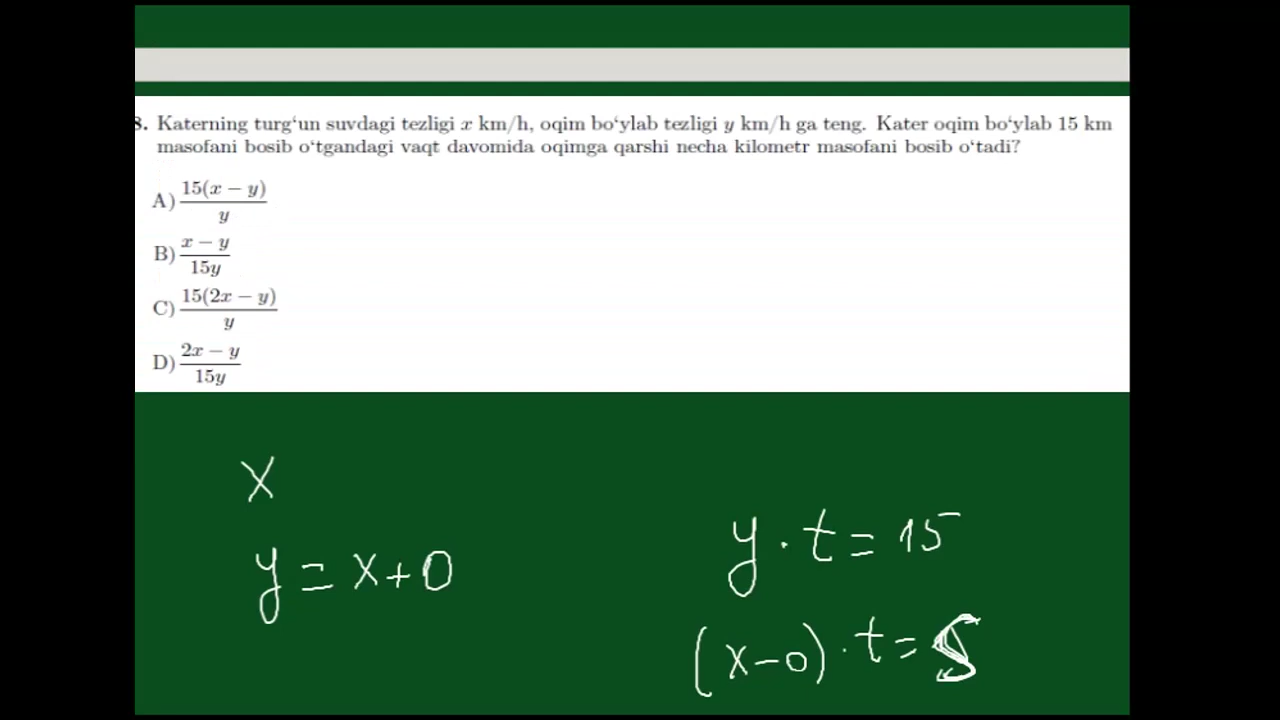 8. Katerning turg‘un suvdagi tezligi x km/h, oqim bo‘ylab tezligi y km/h ga teng. Kater oqim bo‘ylab 15 km
masofani bosib o‘tgandagi vaqt davomida oqimga qarshi necha kilometr masofani bosib o‘tadi?
A) 15(x − y)
y
B) x − y
15y
C) 15(2x − y)
y
D) 2x − y
15y
x
y = x + 0
y · t = 15
(x − 0) · t = S